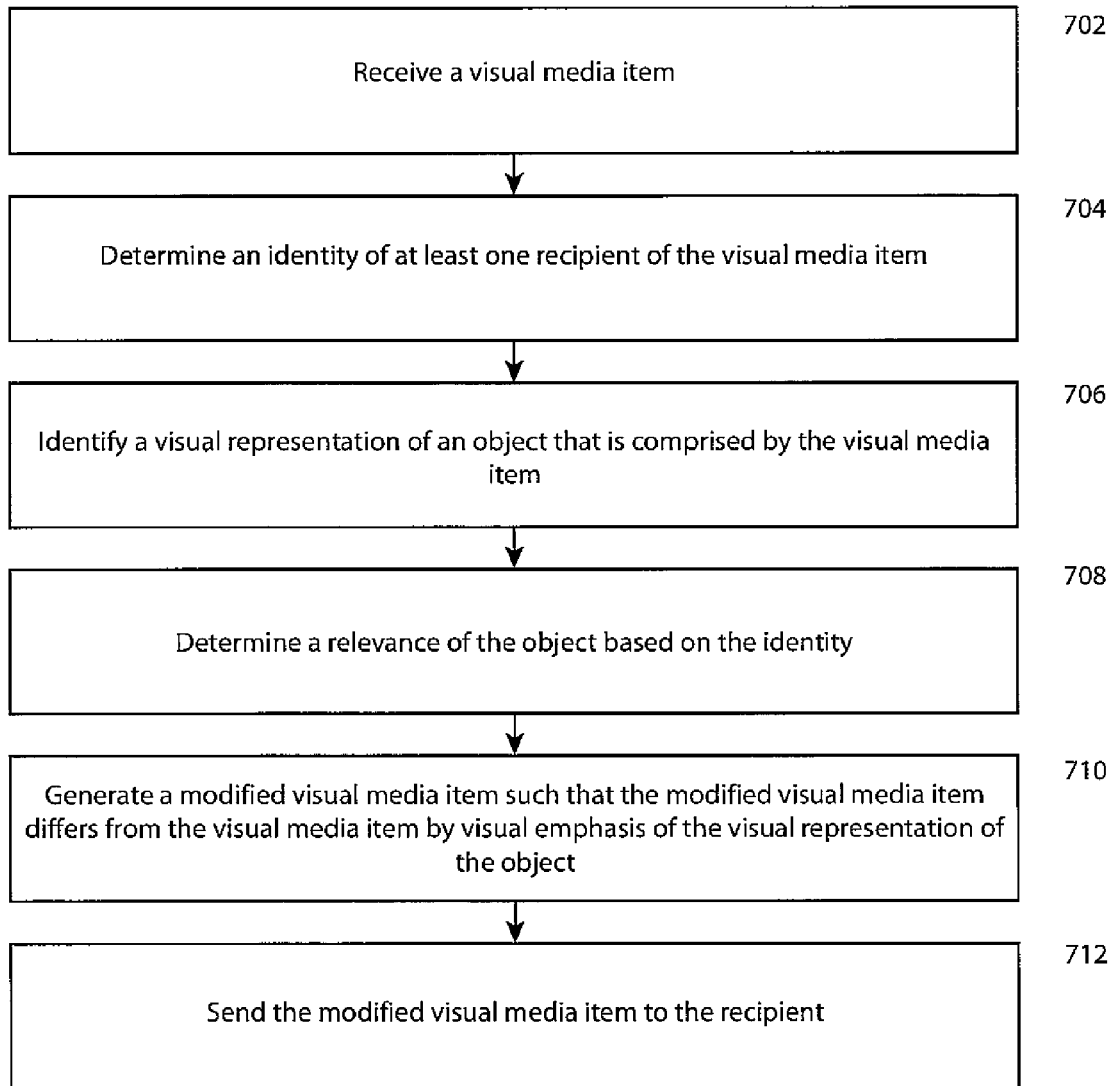 702
Receive a visual media item
704
Determine an identity of at least one recipient of the visual media item
706
Identify a visual representation of an object that is comprised by the visual media
item
708
Determine a relevance of the object based on the identity
710
Generate a modified visual media item such that the modified visual media item
differs from the visual media item by visual emphasis of the visual representation of
the object
712
Send the modified visual media item to the recipient